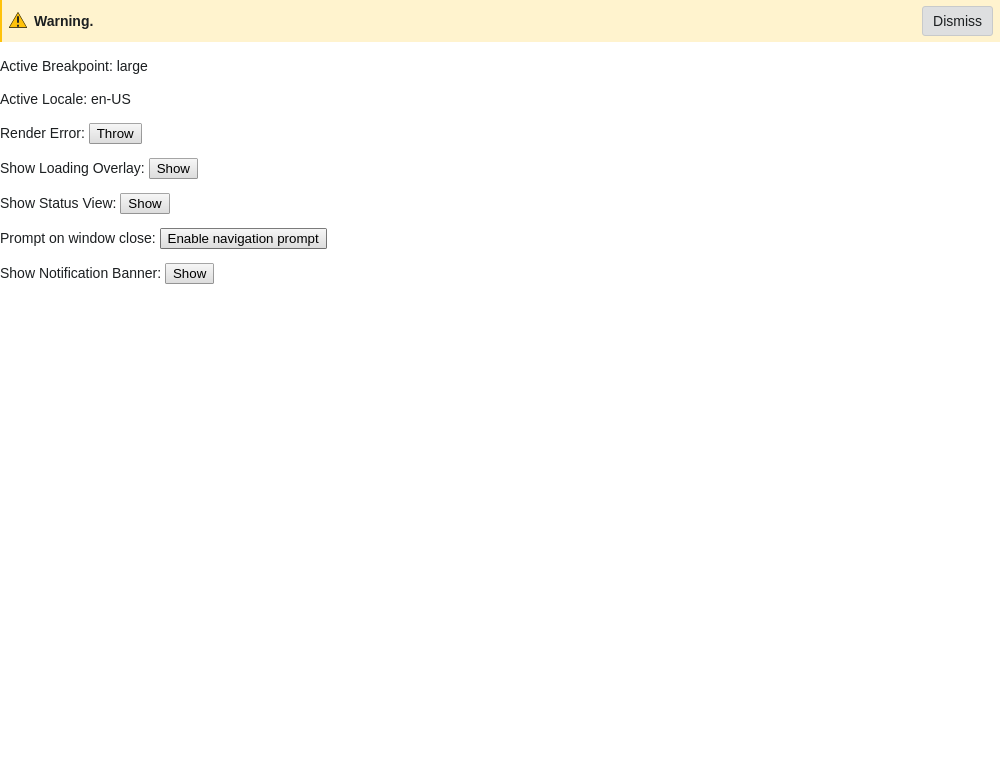 Warning. Dismiss
Active Breakpoint: large
Active Locale: en-US
Render Error: Throw
Show Loading Overlay: Show
Show Status View: Show
Prompt on window close: Enable navigation prompt
Show Notification Banner: Show